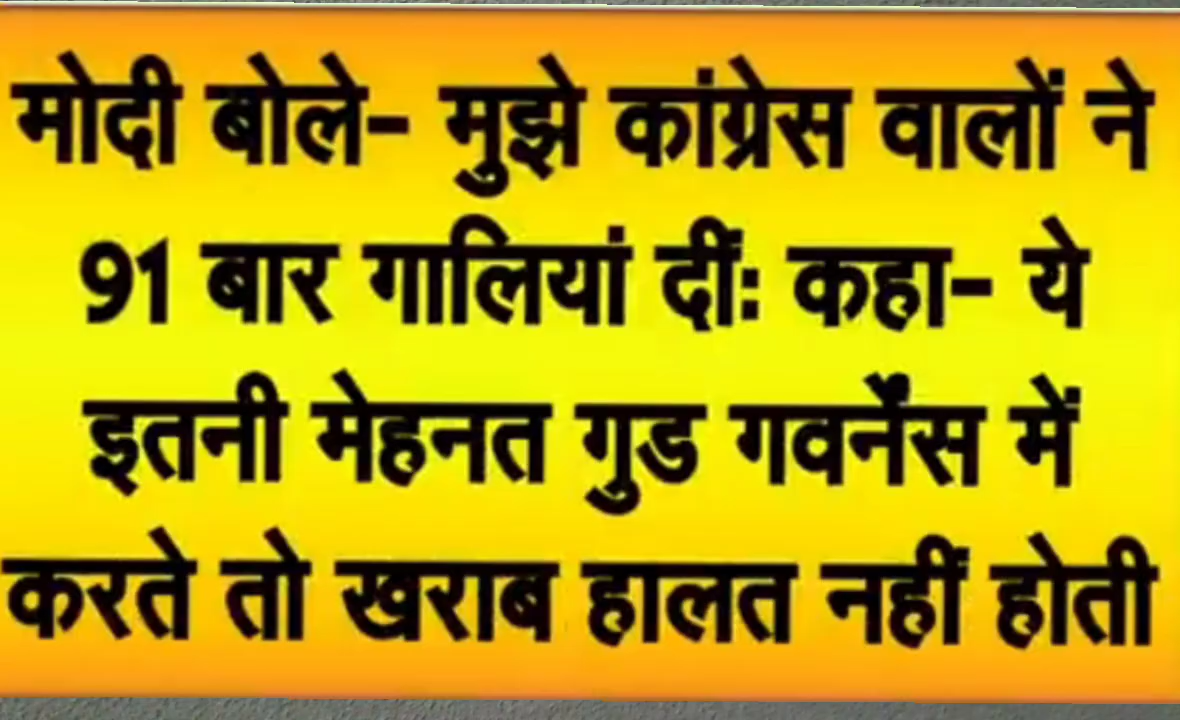 मोदी बोले- मुझे कांग्रेस वालों ने
91 बार गालियां दीं: कहा- ये
इतनी मेहनत गुड गवर्नेंस में
करते तो खराब हालत नहीं होती